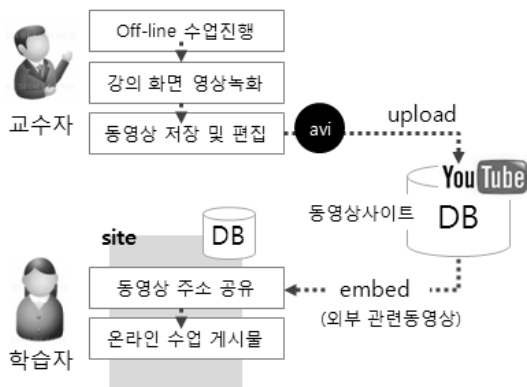 Off-line 수업진행
강의 화면 영상녹화
교수자
동영상 저장 및 편집
avi
upload
YouTube
동영상사이트
DB
site
DB
동영상 주소 공유
embed
(외부 관련동영상)
온라인 수업 게시물
학습자